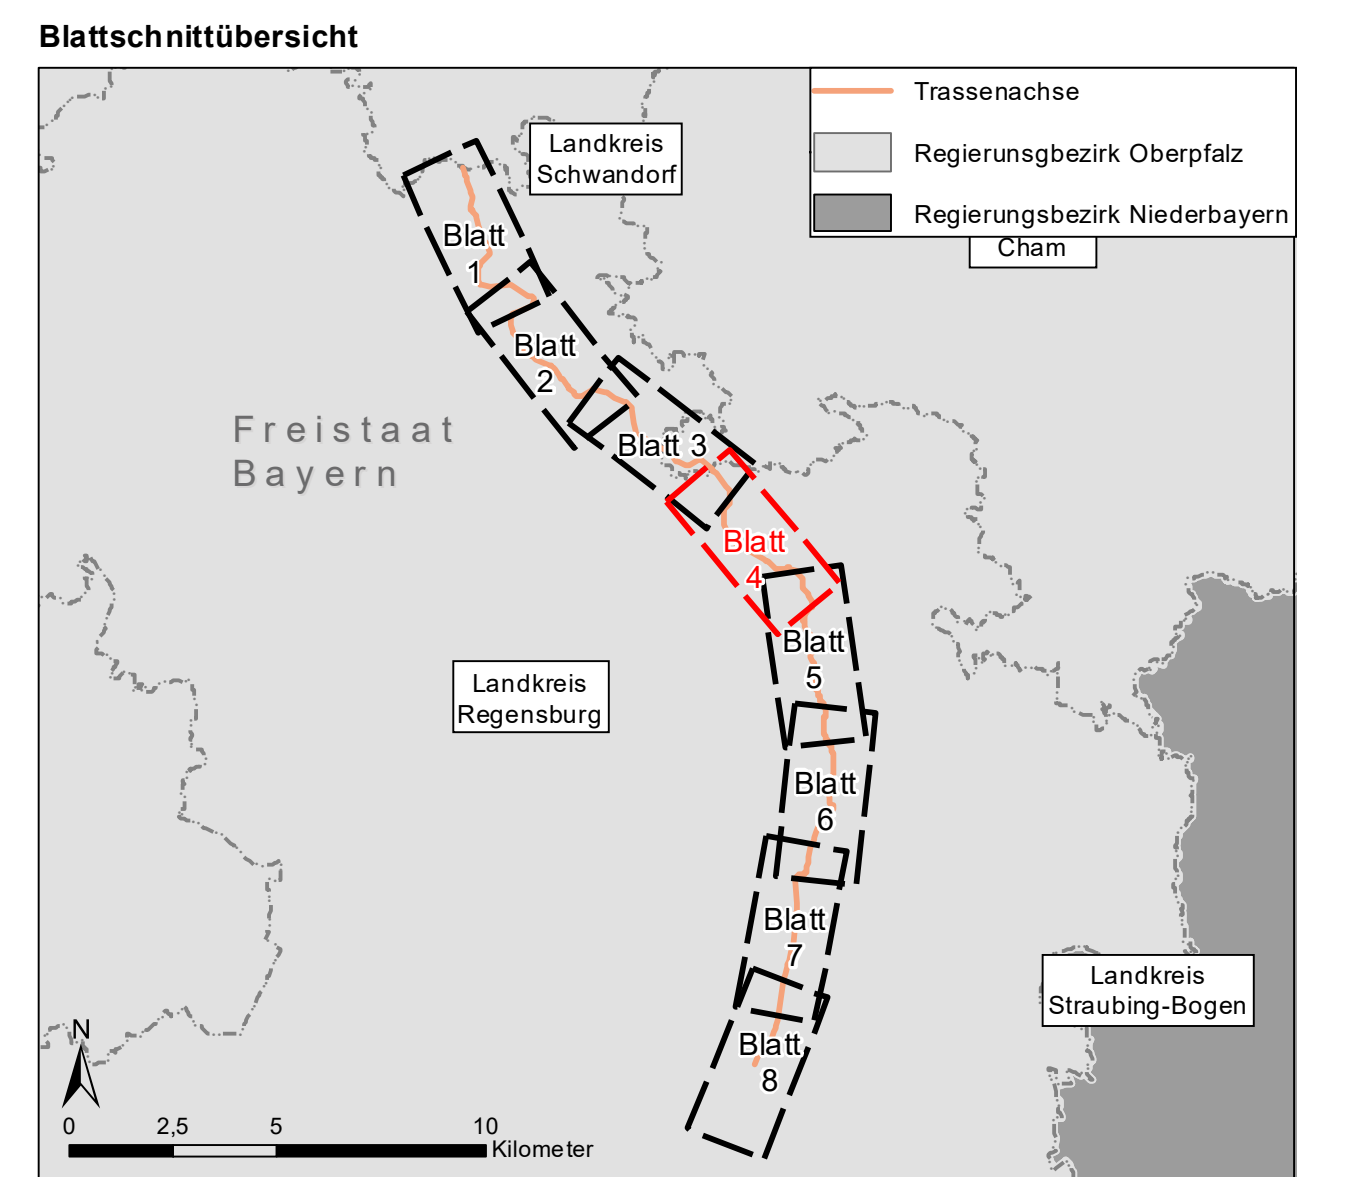 Blattschnittübersicht
Trassenachse
Regierunsgbezirk Oberpfalz
Regierungsbezirk Niederbayern
Landkreis
Schwandorf
Cham
Blatt
1
Blatt
2
Freistaat
Bayern
Blatt 3
Blatt
4
Blatt
5
Landkreis
Regensburg
Blatt
6
Blatt
7
Landkreis
Straubing-Bogen
Blatt
8
N
0 2,5 5 10
Kilometer